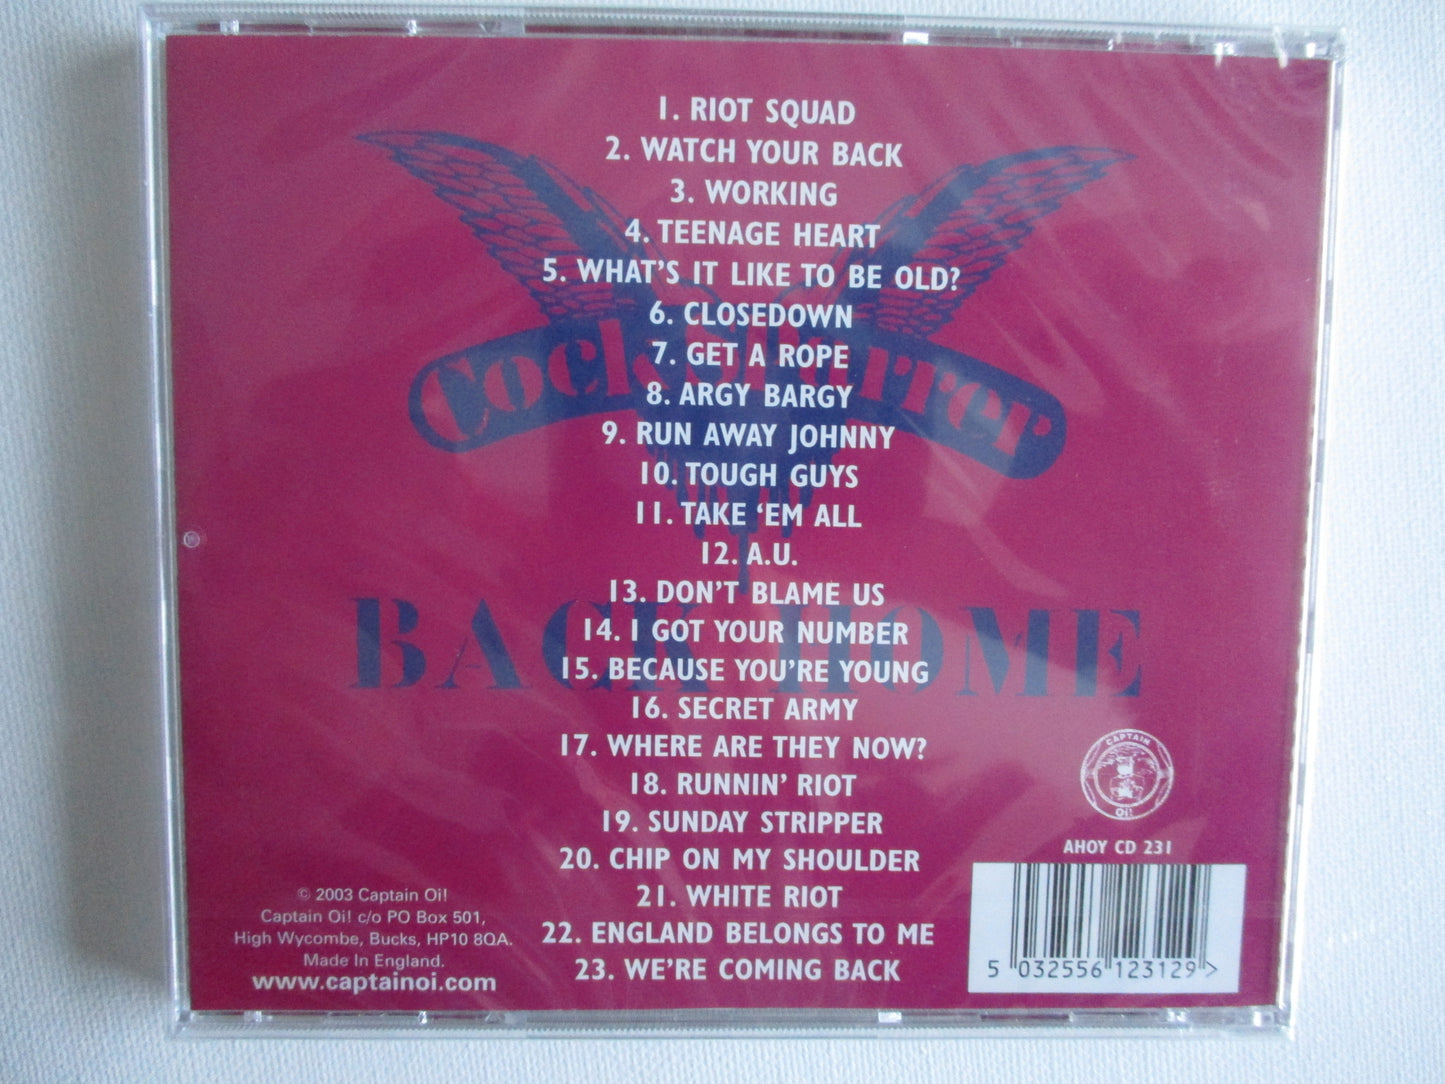 1. RIOT SQUAD
2. WATCH YOUR BACK
3. WORKING
4. TEENAGE HEART
5. WHAT'S IT LIKE TO BE OLD?
6. CLOSEDOWN
7. GET A ROPE
8. ARGY BARGY
9. RUN AWAY JOHNNY
10. TOUGH GUYS
11. TAKE 'EM ALL
12. A.U.
13. DON'T BLAME US
14. I GOT YOUR NUMBER
15. BECAUSE YOU'RE YOUNG
16. SECRET ARMY
17. WHERE ARE THEY NOW?
18. RUNNIN' RIOT
19. SUNDAY STRIPPER
20. CHIP ON MY SHOULDER
21. WHITE RIOT
22. ENGLAND BELONGS TO ME
23. WE'RE COMING BACK
Cock Sparrer
BACK HOME
© 2003 Captain Oi!
Captain Oi! c/o PO Box 501,
High Wycombe, Bucks, HP10 8QA.
Made In England.
www.captainoi.com
CAPTAIN
Oi!
AHOY CD 231
5 032556 123129 >